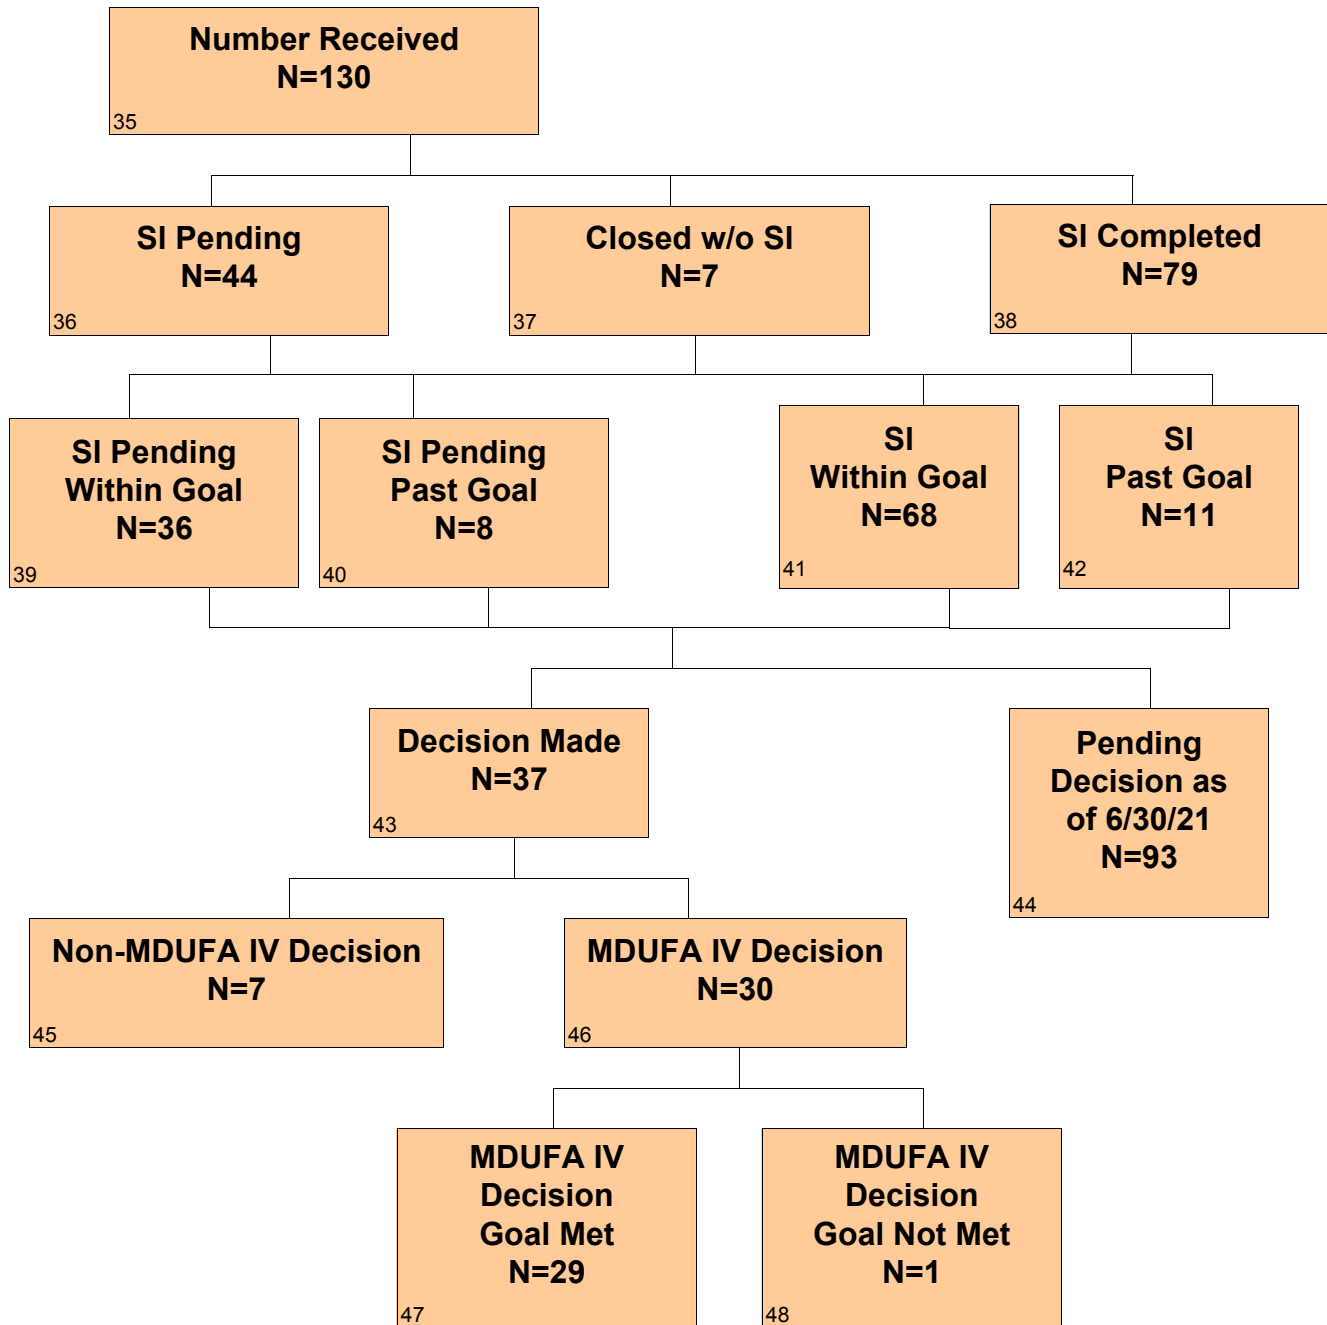 Number Received
N=130
35
SI Pending
N=44
36
Closed w/o SI
N=7
37
SI Completed
N=79
38
SI Pending
Within Goal
N=36
39
SI Pending
Past Goal
N=8
40
SI
Within Goal
N=68
41
SI
Past Goal
N=11
42
Decision Made
N=37
43
Pending
Decision as
of 6/30/21
N=93
44
Non-MDUFA IV Decision
N=7
45
MDUFA IV Decision
N=30
46
MDUFA IV
Decision
Goal Met
N=29
47
MDUFA IV
Decision
Goal Not Met
N=1
48